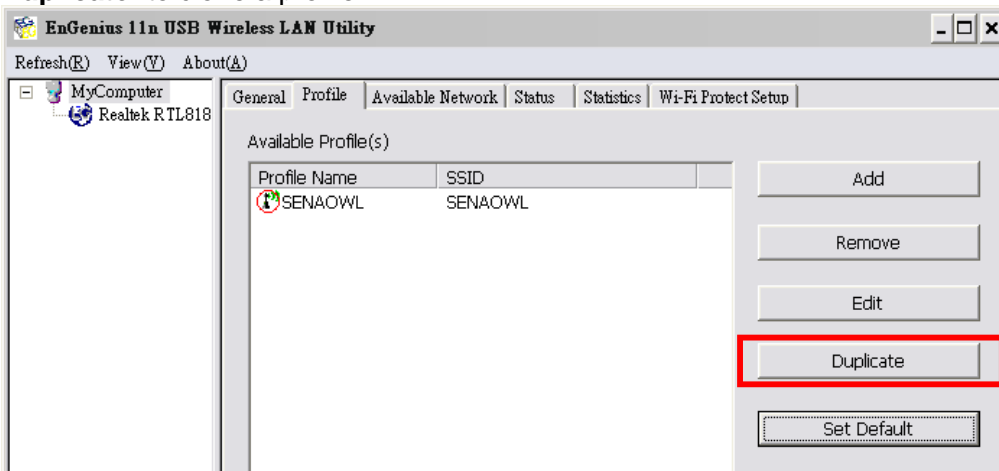 EnGenius 11n USB Wireless LAN Utility
Refresh(R) View(V) About(A)
MyComputer
Realtek RTL818
General Profile Available Network Status Statistics Wi-Fi Protect Setup
Available Profile(s)
Profile Name SSID
SENAOWL SENAOWL
Add
Remove
Edit
Duplicate
Set Default